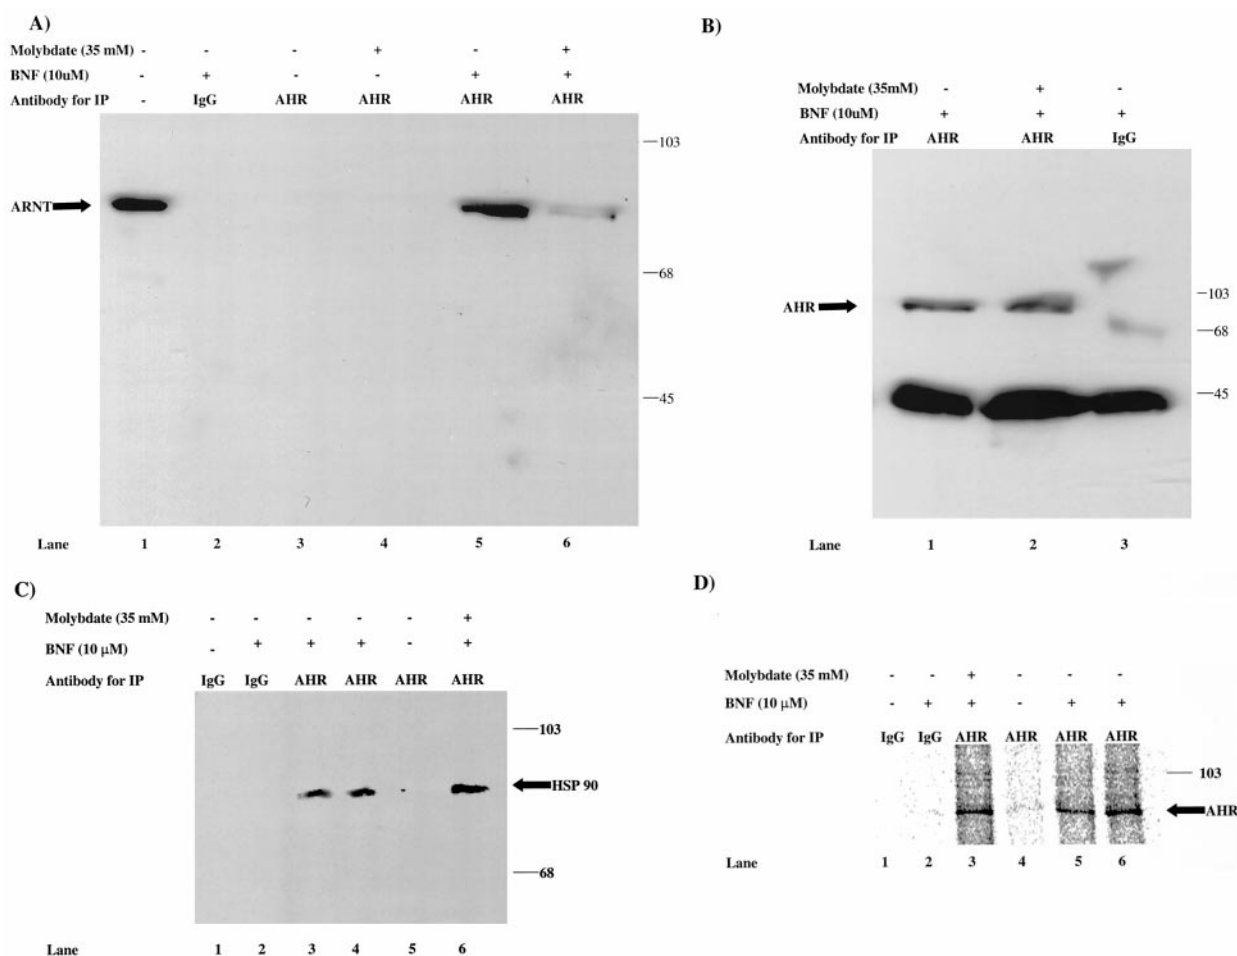 A)
Molybdate (35 mM) - - - + - +
BNF (10uM) - + - - + +
Antibody for IP - IgG AHR AHR AHR AHR
103
ARNT
68
45
Lane 1 2 3 4 5 6
B)
Molybdate (35mM) - + -
BNF (10uM) + + +
Antibody for IP AHR AHR IgG
AHR
103
68
45
Lane 1 2 3
C)
Molybdate (35 mM) - - - - - +
BNF (10 μM) - + + + - +
Antibody for IP IgG IgG AHR AHR AHR AHR
103
HSP 90
68
Lane 1 2 3 4 5 6
D)
Molybdate (35 mM) - - + - - -
BNF (10 μM) - + + - + +
Antibody for IP IgG IgG AHR AHR AHR AHR
103
AHR
Lane 1 2 3 4 5 6